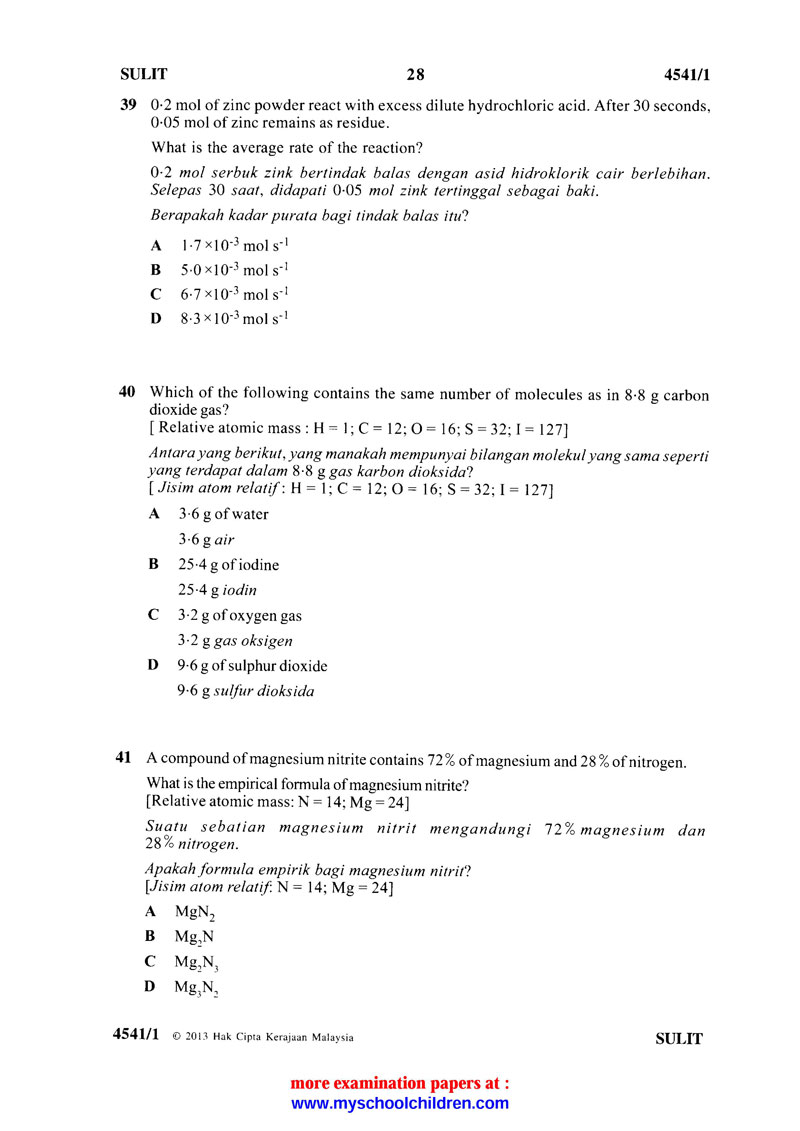 SULIT 28 4541/1
39 0·2 mol of zinc powder react with excess dilute hydrochloric acid. After 30 seconds,
0·05 mol of zinc remains as residue.
What is the average rate of the reaction?
0·2 mol serbuk zink bertindak balas dengan asid hidroklorik cair berlebihan.
Selepas 30 saat, didapati 0·05 mol zink tertinggal sebagai baki.
Berapakah kadar purata bagi tindak balas itu?
A 1·7 ×10⁻³ mol s⁻¹
B 5·0 ×10⁻³ mol s⁻¹
C 6·7 ×10⁻³ mol s⁻¹
D 8·3 ×10⁻³ mol s⁻¹
40 Which of the following contains the same number of molecules as in 8·8 g carbon
dioxide gas?
[ Relative atomic mass : H = 1; C = 12; O = 16; S = 32; I = 127]
Antara yang berikut, yang manakah mempunyai bilangan molekul yang sama seperti
yang terdapat dalam 8·8 g gas karbon dioksida?
[ Jisim atom relatif : H = 1; C = 12; O = 16; S = 32; I = 127]
A 3·6 g of water
3·6 g air
B 25·4 g of iodine
25·4 g iodin
C 3·2 g of oxygen gas
3·2 g gas oksigen
D 9·6 g of sulphur dioxide
9·6 g sulfur dioksida
41 A compound of magnesium nitrite contains 72% of magnesium and 28% of nitrogen.
What is the empirical formula of magnesium nitrite?
[Relative atomic mass: N = 14; Mg = 24]
Suatu sebatian magnesium nitrit mengandungi 72% magnesium dan
28% nitrogen.
Apakah formula empirik bagi magnesium nitrit?
[Jisim atom relatif: N = 14; Mg = 24]
A MgN₂
B Mg₂N
C Mg₂N₃
D Mg₃N₂
4541/1 © 2013 Hak Cipta Kerajaan Malaysia SULIT
more examination papers at :
www.myschoolchildren.com